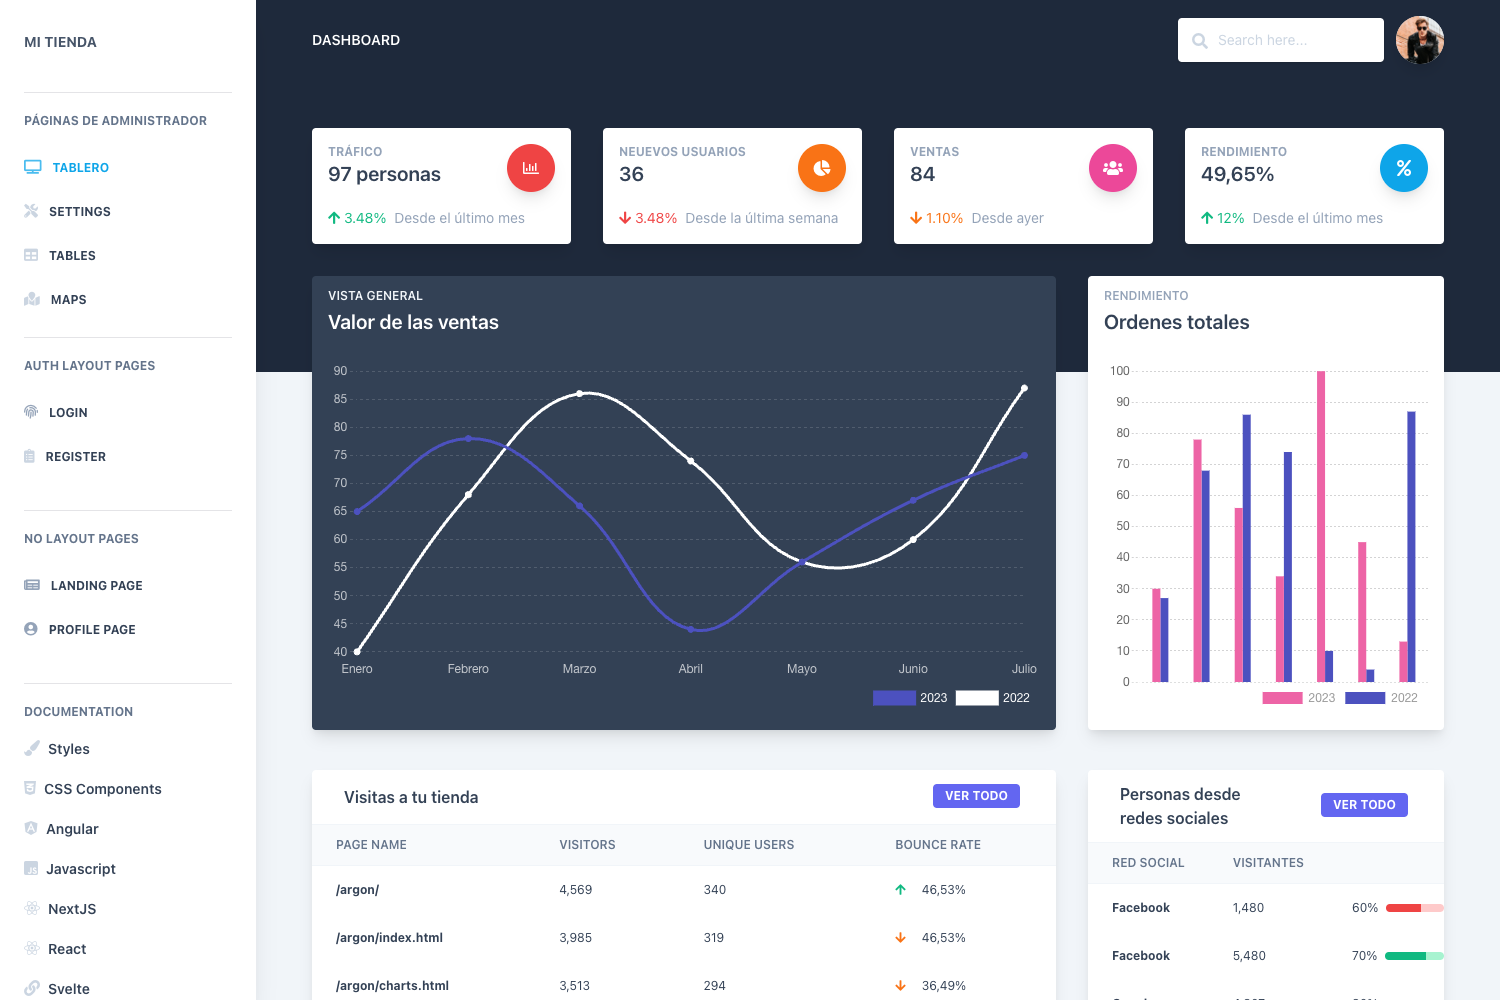 MI TIENDA
PÁGINAS DE ADMINISTRADOR
TABLERO
SETTINGS
TABLES
MAPS
AUTH LAYOUT PAGES
LOGIN
REGISTER
NO LAYOUT PAGES
LANDING PAGE
PROFILE PAGE
DOCUMENTATION
Styles
CSS Components
Angular
Javascript
NextJS
React
Svelte
DASHBOARD
Search here...
TRÁFICO
97 personas
3.48% Desde el último mes
NEUEVOS USUARIOS
36
3.48% Desde la última semana
VENTAS
84
1.10% Desde ayer
RENDIMIENTO
49,65%
12% Desde el último mes
VISTA GENERAL
Valor de las ventas
90
85
80
75
70
65
60
55
50
45
40
Enero Febrero Marzo Abril Mayo Junio Julio
2023 2022
RENDIMIENTO
Ordenes totales
100
90
80
70
60
50
40
30
20
10
0
2023 2022
Visitas a tu tienda
VER TODO
PAGE NAME VISITORS UNIQUE USERS BOUNCE RATE
/argon/ 4,569 340 46,53%
/argon/index.html 3,985 319 46,53%
/argon/charts.html 3,513 294 36,49%
Personas desde
redes sociales
VER TODO
RED SOCIAL VISITANTES
Facebook 1,480 60%
Facebook 5,480 70%